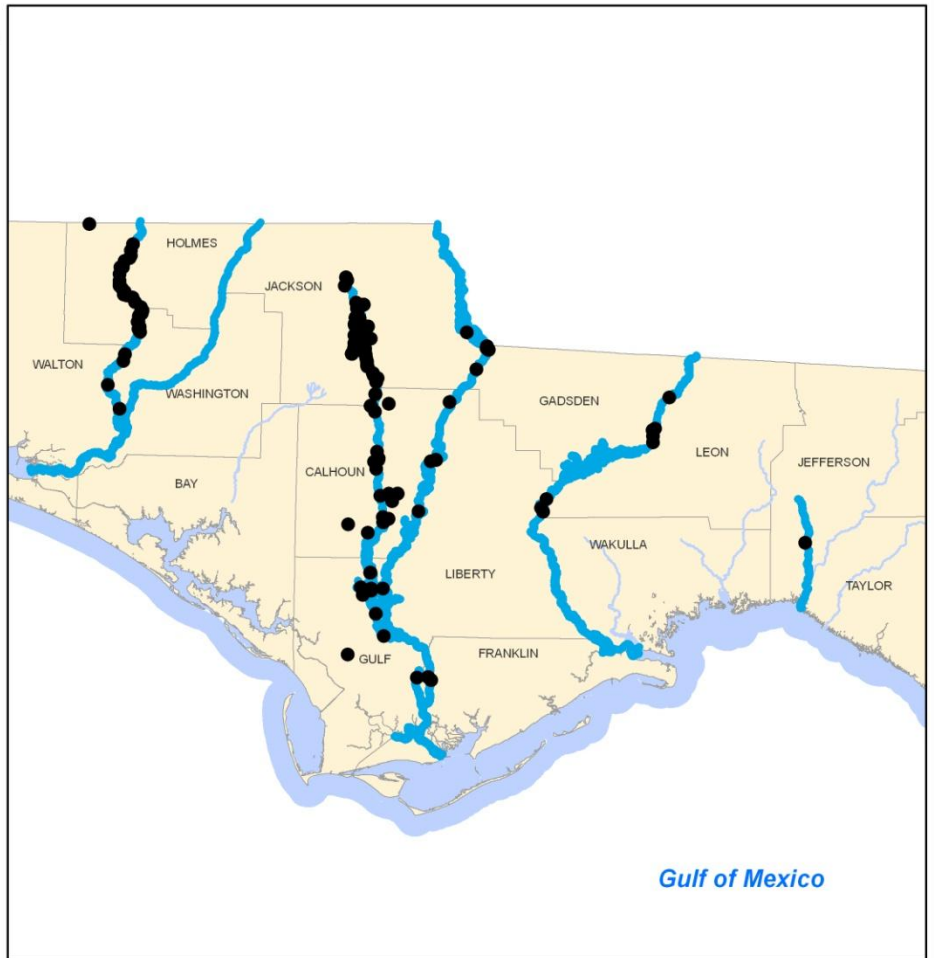 HOLMES
JACKSON
WALTON
WASHINGTON
GADSDEN
LEON
JEFFERSON
CALHOUN
BAY
WAKULLA
LIBERTY
TAYLOR
GULF
FRANKLIN
Gulf of Mexico